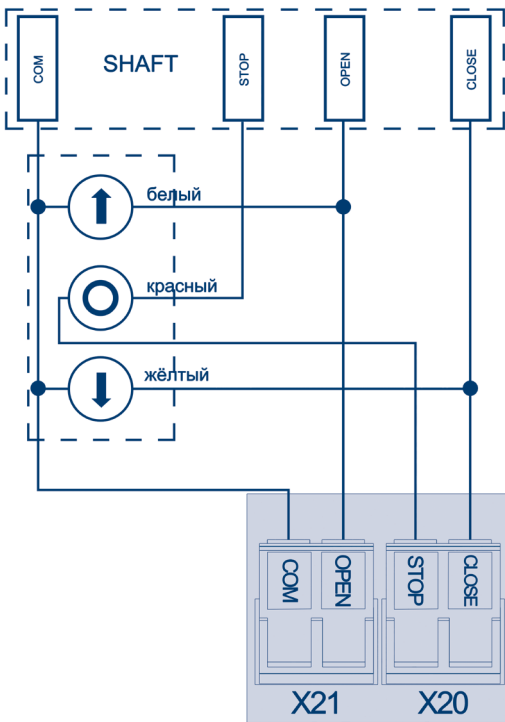 COM
SHAFT
STOP
OPEN
CLOSE
белый
красный
жёлтый
COM
OPEN
STOP
CLOSE
X21
X20